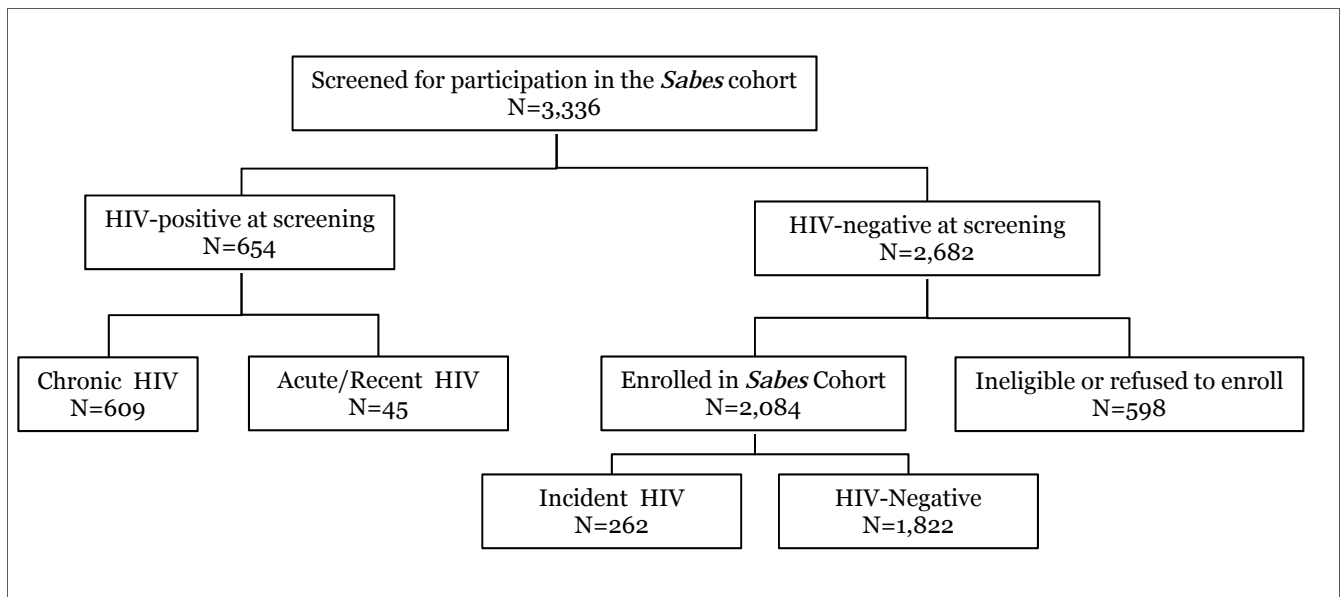 Screened for participation in the Sabes cohort
N=3,336
HIV-positive at screening
N=654
HIV-negative at screening
N=2,682
Chronic HIV
N=609
Acute/Recent HIV
N=45
Enrolled in Sabes Cohort
N=2,084
Ineligible or refused to enroll
N=598
Incident HIV
N=262
HIV-Negative
N=1,822